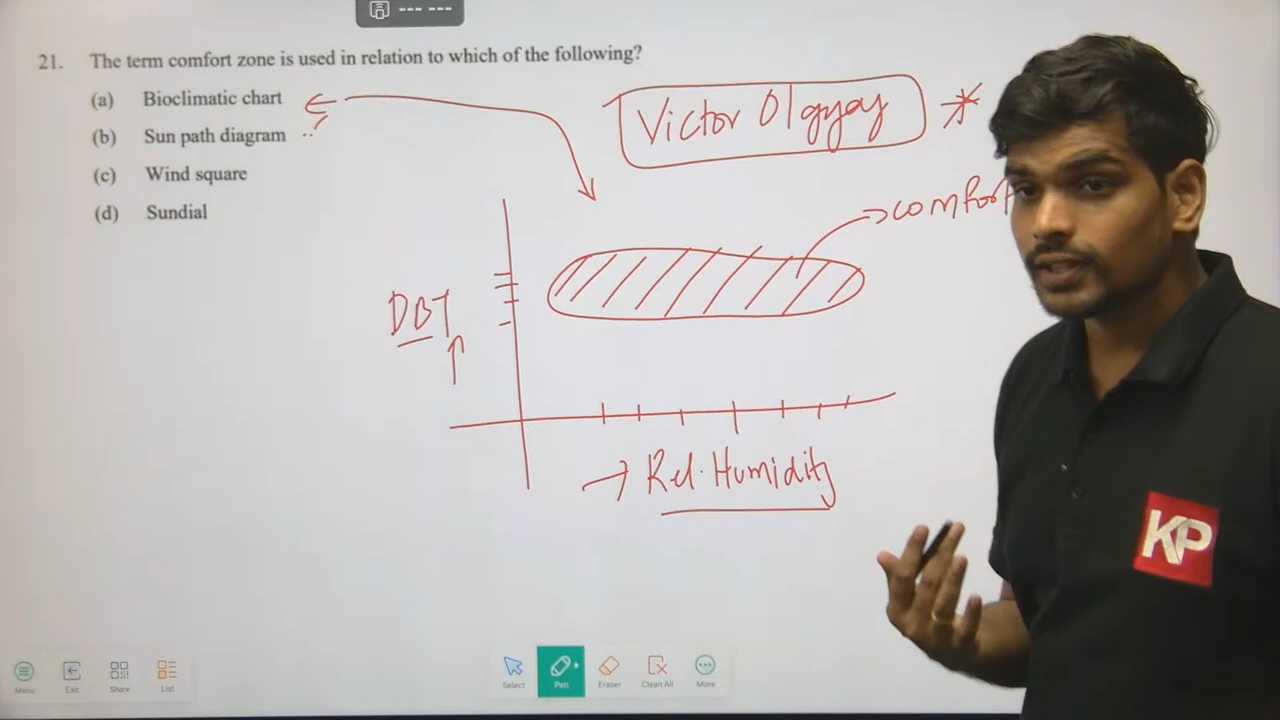 21. The term comfort zone is used in relation to which of the following?
(a) Bioclimatic chart
(b) Sun path diagram
(c) Wind square
(d) Sundial
Victor Olgyay *
comfort
DBT
Rel. Humidity
KP
Menu
Exit
Share
List
Select
Pen
Eraser
Clean All
More